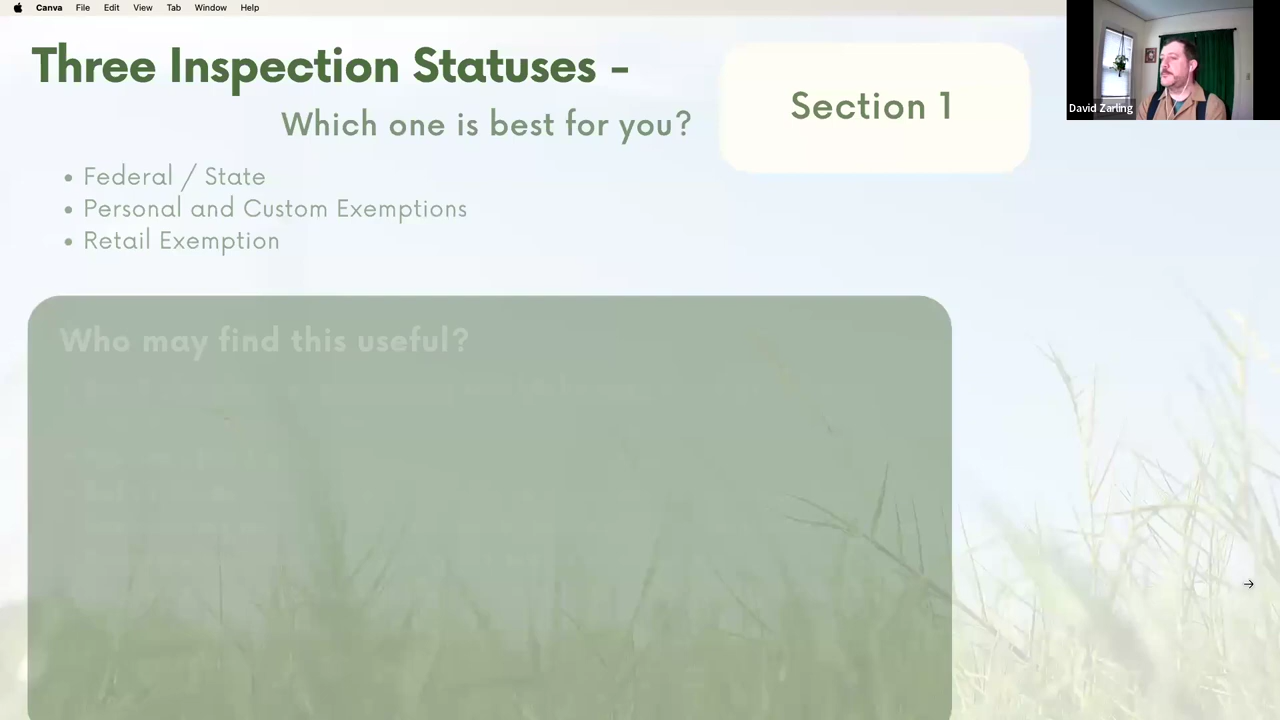 Canva File Edit View Tab Window Help
Three Inspection Statuses -
Which one is best for you?
Section 1
David Zarling
• Federal / State
• Personal and Custom Exemptions
• Retail Exemption
Who may find this useful?